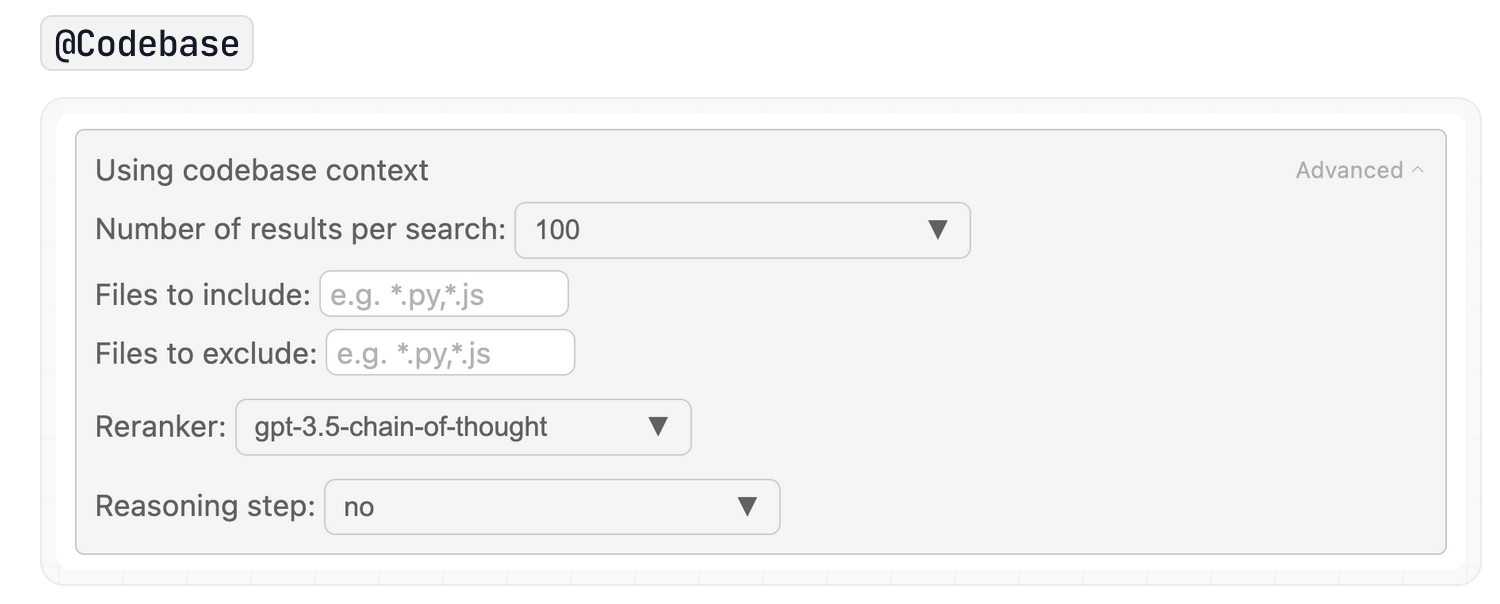 @Codebase
Using codebase context
Advanced
Number of results per search: 100
Files to include: e.g. *.py,*.js
Files to exclude: e.g. *.py,*.js
Reranker: gpt-3.5-chain-of-thought
Reasoning step: no